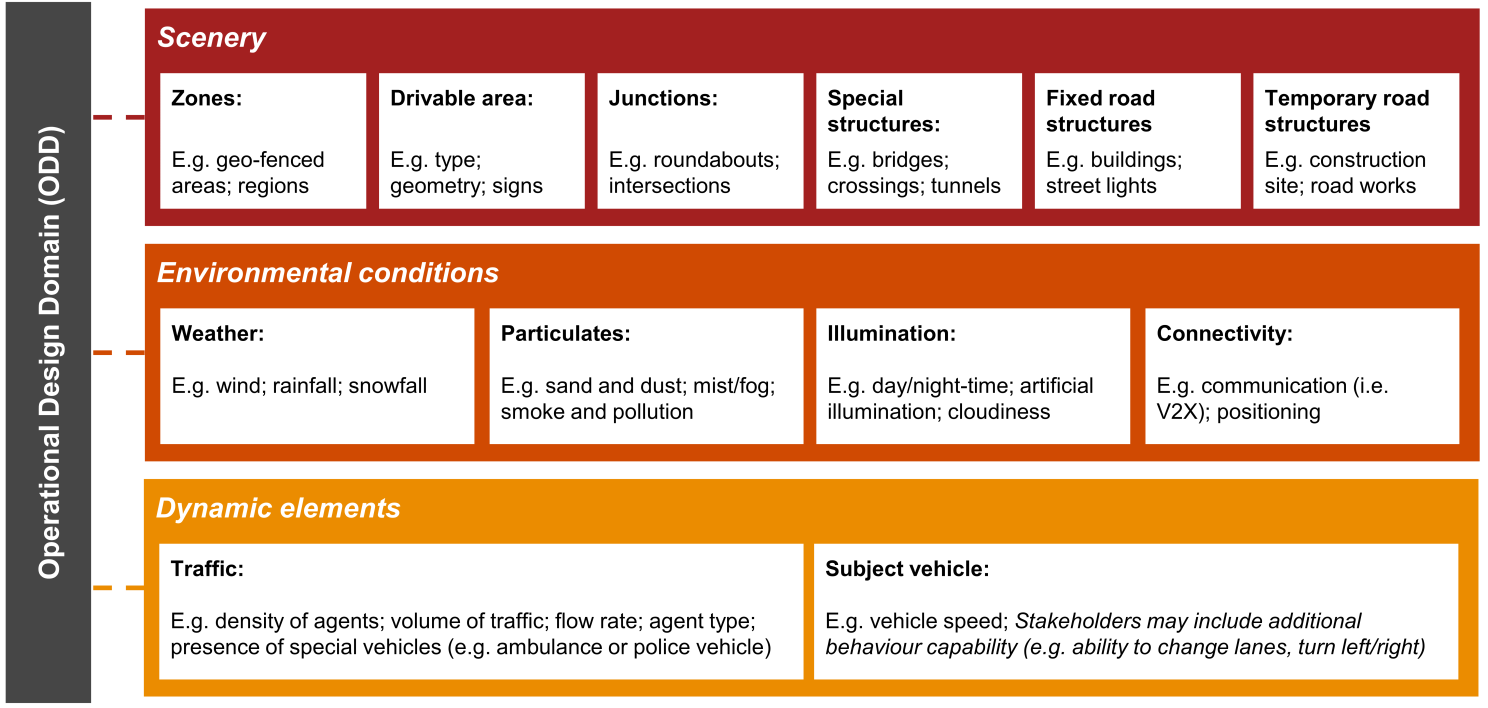 Operational Design Domain (ODD)
Scenery
Zones:
E.g. geo-fenced
areas; regions
Drivable area:
E.g. type;
geometry; signs
Junctions:
E.g. roundabouts;
intersections
Special
structures:
E.g. bridges;
crossings; tunnels
Fixed road
structures
E.g. buildings;
street lights
Temporary road
structures
E.g. construction
site; road works
Environmental conditions
Weather:
E.g. wind; rainfall; snowfall
Particulates:
E.g. sand and dust; mist/fog;
smoke and pollution
Illumination:
E.g. day/night-time; artificial
illumination; cloudiness
Connectivity:
E.g. communication (i.e.
V2X); positioning
Dynamic elements
Traffic:
E.g. density of agents; volume of traffic; flow rate; agent type;
presence of special vehicles (e.g. ambulance or police vehicle)
Subject vehicle:
E.g. vehicle speed; Stakeholders may include additional
behaviour capability (e.g. ability to change lanes, turn left/right)